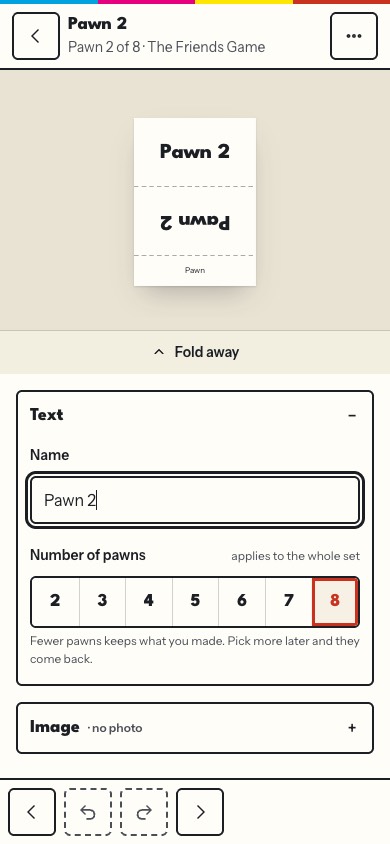 Pawn 2
Pawn 2 of 8 · The Friends Game
Pawn 2
Pawn 2
Pawn
Fold away
Text
Name
Pawn 2
Number of pawns applies to the whole set
2 3 4 5 6 7 8
Fewer pawns keeps what you made. Pick more later and they
come back.
Image · no photo